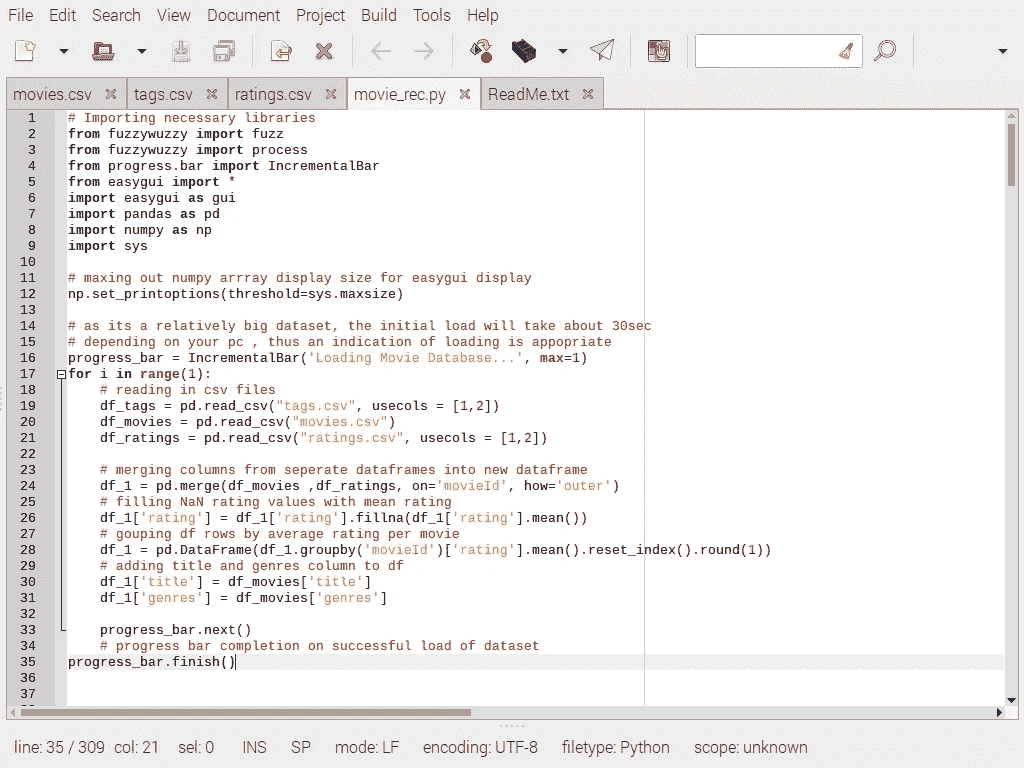 File Edit Search View Document Project Build Tools Help
movies.csv tags.csv ratings.csv movie_rec.py ReadMe.txt
1 # Importing necessary libraries
2 from fuzzywuzzy import fuzz
3 from fuzzywuzzy import process
4 from progress.bar import IncrementalBar
5 from easygui import *
6 import easygui as gui
7 import pandas as pd
8 import numpy as np
9 import sys
10
11 # maxing out numpy arrray display size for easygui display
12 np.set_printoptions(threshold=sys.maxsize)
13
14 # as its a relatively big dataset, the initial load will take about 30sec
15 # depending on your pc , thus an indication of loading is appopriate
16 progress_bar = IncrementalBar('Loading Movie Database...', max=1)
17 for i in range(1):
18     # reading in csv files
19     df_tags = pd.read_csv("tags.csv", usecols = [1,2])
20     df_movies = pd.read_csv("movies.csv")
21     df_ratings = pd.read_csv("ratings.csv", usecols = [1,2])
22
23     # merging columns from seperate dataframes into new dataframe
24     df_1 = pd.merge(df_movies ,df_ratings, on='movieId', how='outer')
25     # filling NaN rating values with mean rating
26     df_1['rating'] = df_1['rating'].fillna(df_1['rating'].mean())
27     # gouping df rows by average rating per movie
28     df_1 = pd.DataFrame(df_1.groupby('movieId')['rating'].mean().reset_index().round(1))
29     # adding title and genres column to df
30     df_1['title'] = df_movies['title']
31     df_1['genres'] = df_movies['genres']
32
33     progress_bar.next()
34     # progress bar completion on successful load of dataset
35 progress_bar.finish()
36
37
line: 35 / 309 col: 21 sel: 0 INS SP mode: LF encoding: UTF-8 filetype: Python scope: unknown